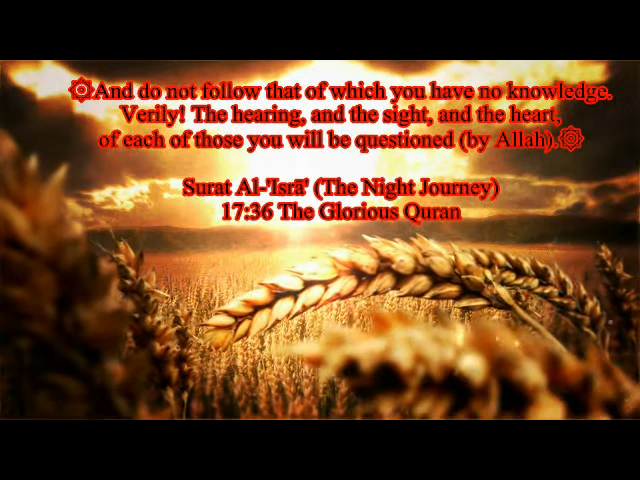 ۞And do not follow that of which you have no knowledge.
Verily! The hearing, and the sight, and the heart,
of each of those you will be questioned (by Allah).۞
Surat Al-'Isrā' (The Night Journey)
17:36 The Glorious Quran